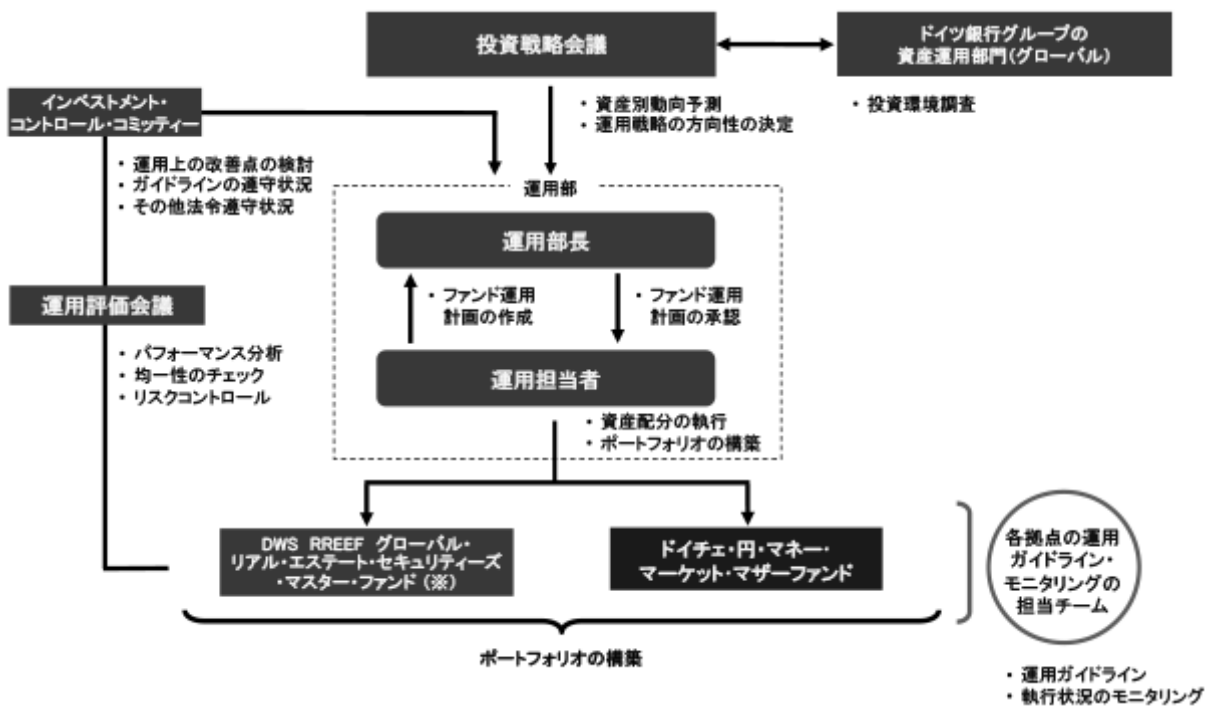 投資戦略会議
ドイツ銀行グループの
資産運用部門(グローバル)
・ 資産別動向予測
・ 運用戦略の方向性の決定
・ 投資環境調査
インベストメント・
コントロール・コミッティー
・ 運用上の改善点の検討
・ ガイドラインの遵守状況
・ その他法令遵守状況
運用部
運用部長
・ ファンド運用
計画の作成
・ ファンド運用
計画の承認
運用評価会議
・ パフォーマンス分析
・ 均一性のチェック
・ リスクコントロール
運用担当者
・ 資産配分の執行
・ ポートフォリオの構築
DWS RREEF グローバル・
リアル・エステート・セキュリティーズ
・マスター・ファンド(※)
ドイチェ・円・マネー・
マーケット・マザーファンド
各拠点の運用
ガイドライン・
モニタリングの
担当チーム
ポートフォリオの構築
・ 運用ガイドライン
・ 執行状況のモニタリング